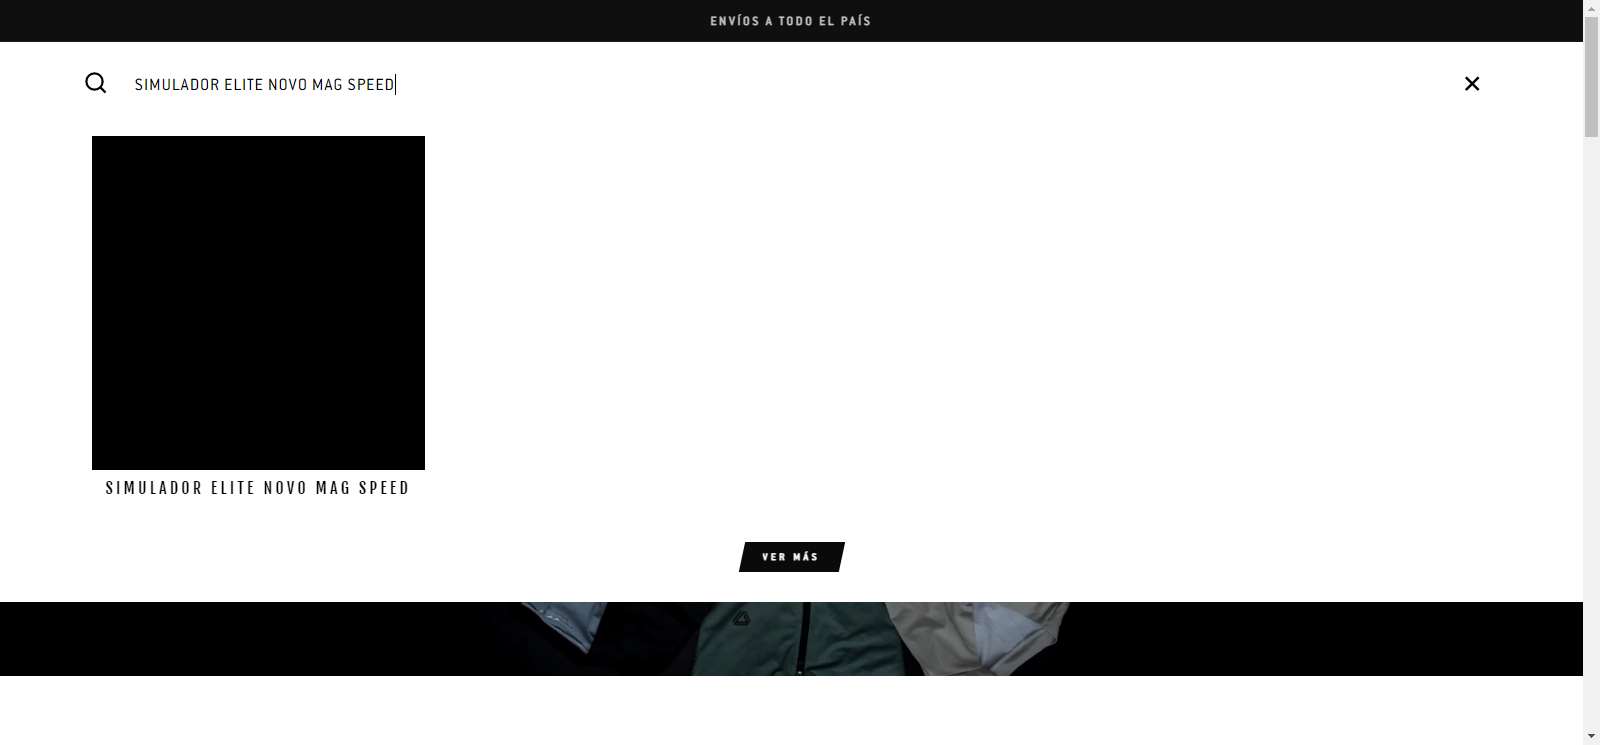 ENVÍOS A TODO EL PAÍS
SIMULADOR ELITE NOVO MAG SPEED
SIMULADOR ELITE NOVO MAG SPEED
VER MÁS